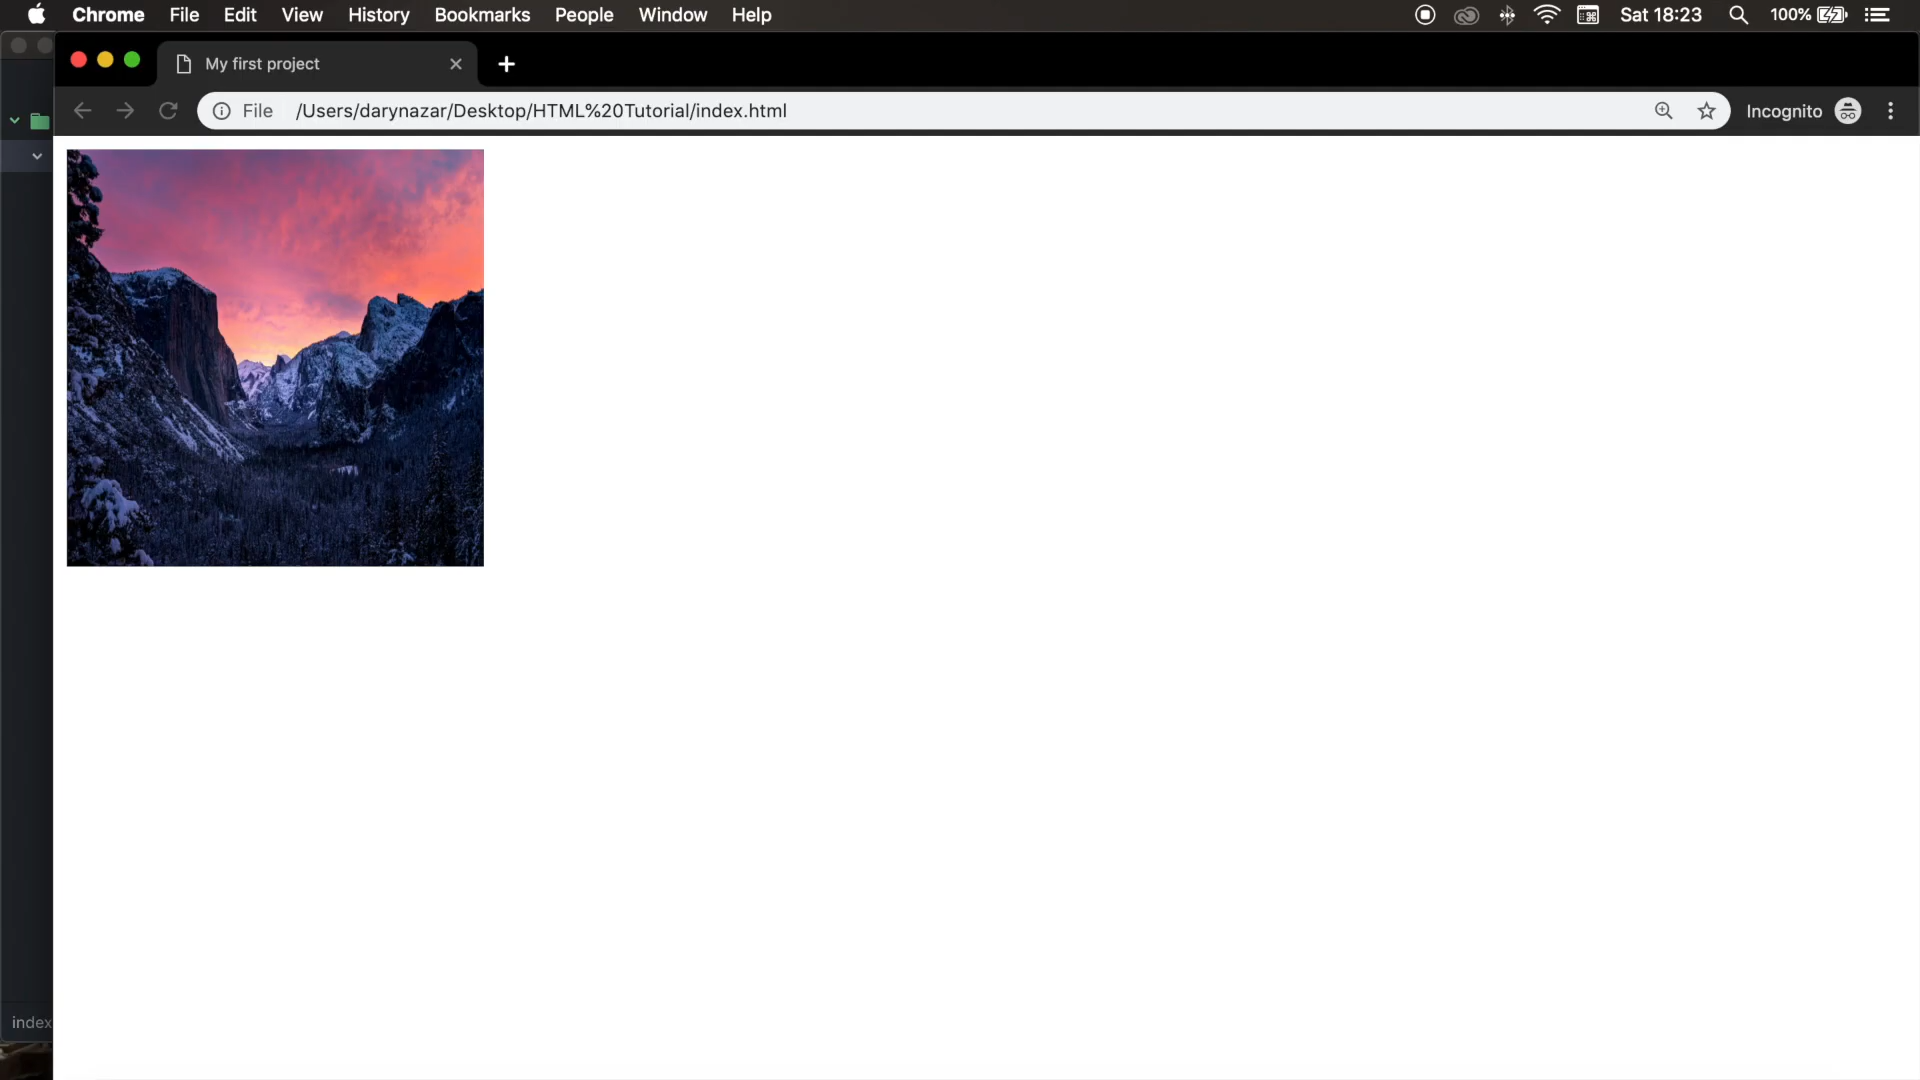 Chrome File Edit View History Bookmarks People Window Help Sat 18:23 100%
My first project
File /Users/darynazar/Desktop/HTML%20Tutorial/index.html Incognito
index